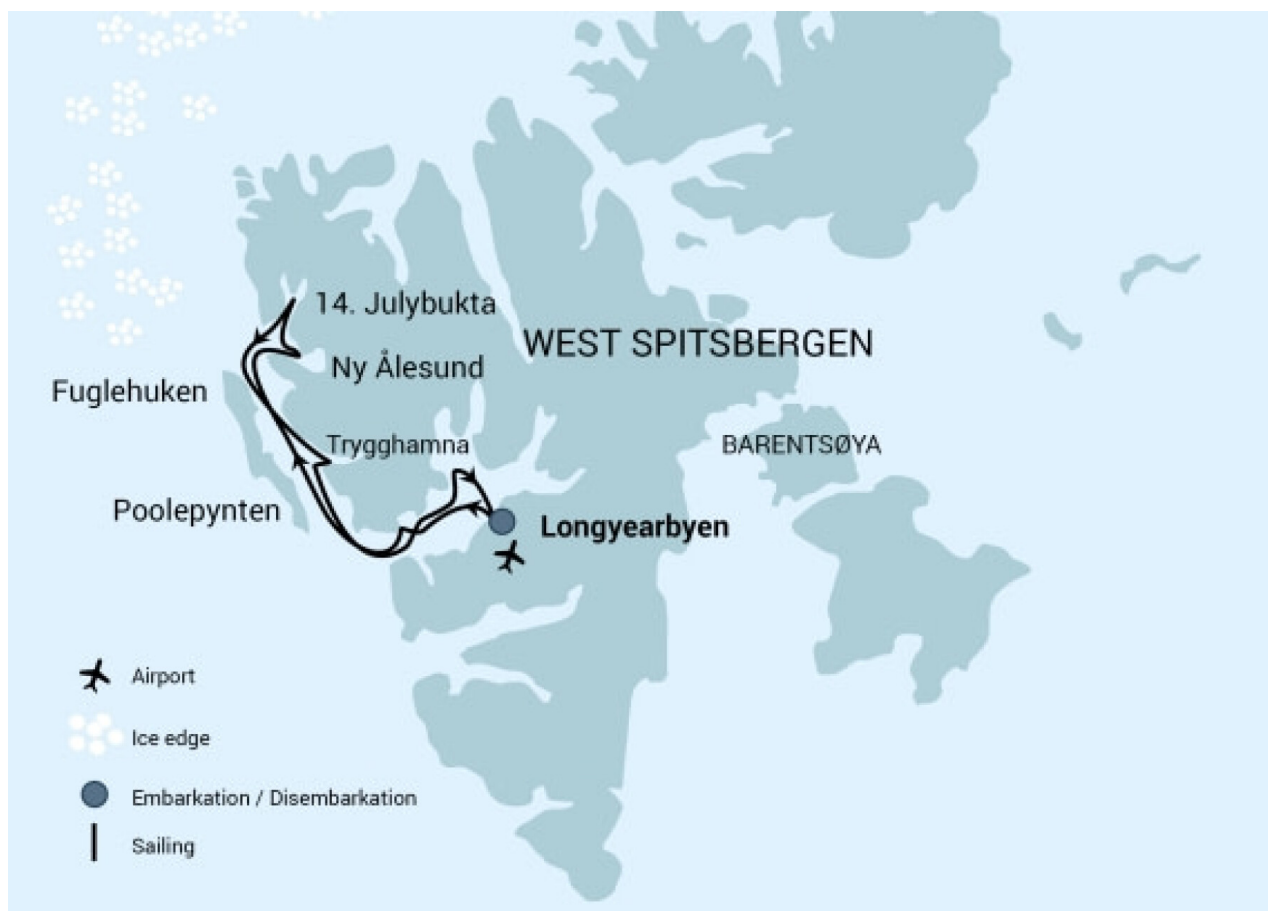 14. Julybukta
WEST SPITSBERGEN
Ny Ålesund
Fuglehuken
Trygghamna
BARENTSØYA
Poolepynten
Longyearbyen
Airport
Ice edge
Embarkation / Disembarkation
Sailing